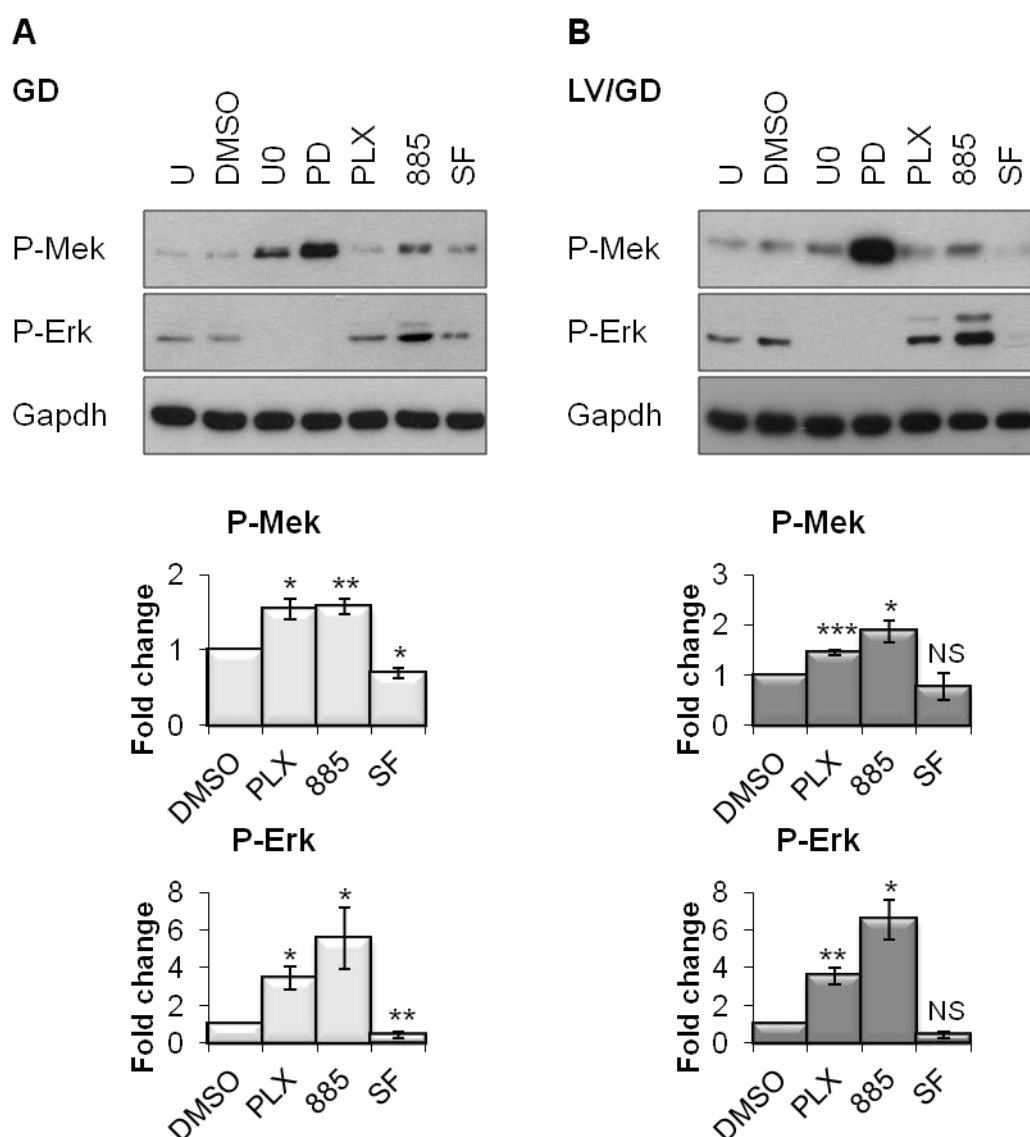 A
GD
U DMSO U0 PD PLX 885 SF
P-Mek
P-Erk
Gapdh
P-Mek
Fold change
2
1
0
* ** *
DMSO PLX 885 SF
P-Erk
Fold change
8
6
4
2
0
* * **
DMSO PLX 885 SF
B
LV/GD
U DMSO U0 PD PLX 885 SF
P-Mek
P-Erk
Gapdh
P-Mek
Fold change
3
2
1
0
*** * NS
DMSO PLX 885 SF
P-Erk
Fold change
8
6
4
2
0
** * NS
DMSO PLX 885 SF